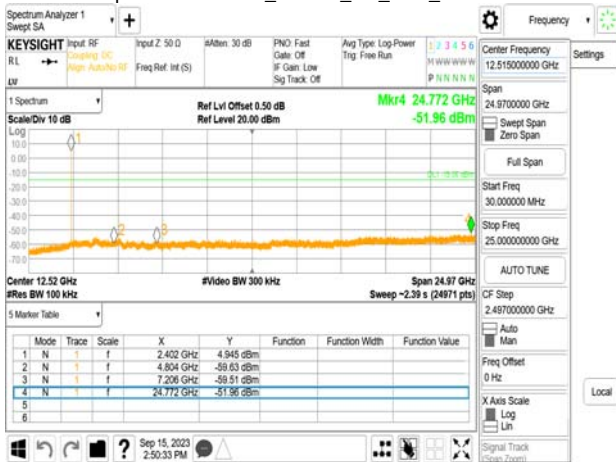 Spectrum Analyzer 1
Swept SA
Frequency
KEYSIGHT
RL
Input: RF
Coupling: DC
Align: Auto/No RF
Input Z: 50 Ω
Freq Ref: Int (S)
#Atten: 30 dB
PNO: Fast
Gate: Off
IF Gain: Low
Sig Track: Off
Avg Type: Log-Power
Trig: Free Run
1 2 3 4 5 6
M W W W W W
P N N N N N
1 Spectrum
Scale/Div 10 dB
Ref Lvl Offset 0.50 dB
Ref Level 20.00 dBm
Mkr4 24.772 GHz
-51.96 dBm
Log
10.0
0.00
-10.0
-20.0
-30.0
-40.0
-50.0
-60.0
-70.0
1
2
3
4
Center 12.52 GHz
#Res BW 100 kHz
#Video BW 300 kHz
Span 24.97 GHz
Sweep ~2.39 s (24971 pts)
5 Marker Table
Mode Trace Scale X Y Function Function Width Function Value
1 N 1 f 2.402 GHz 4.945 dBm
2 N 1 f 4.804 GHz -59.63 dBm
3 N 1 f 7.206 GHz -59.51 dBm
4 N 1 f 24.772 GHz -51.96 dBm
5
6
?
Sep 15, 2023
2:50:33 PM
Center Frequency
12.515000000 GHz
Settings
Span
24.9700000 GHz
Swept Span
Zero Span
Full Span
Start Freq
30.000000 MHz
Stop Freq
25.000000000 GHz
AUTO TUNE
CF Step
2.497000000 GHz
Auto
Man
Freq Offset
0 Hz
X Axis Scale
Log
Lin
Local
Signal Track
(Span Zoom)